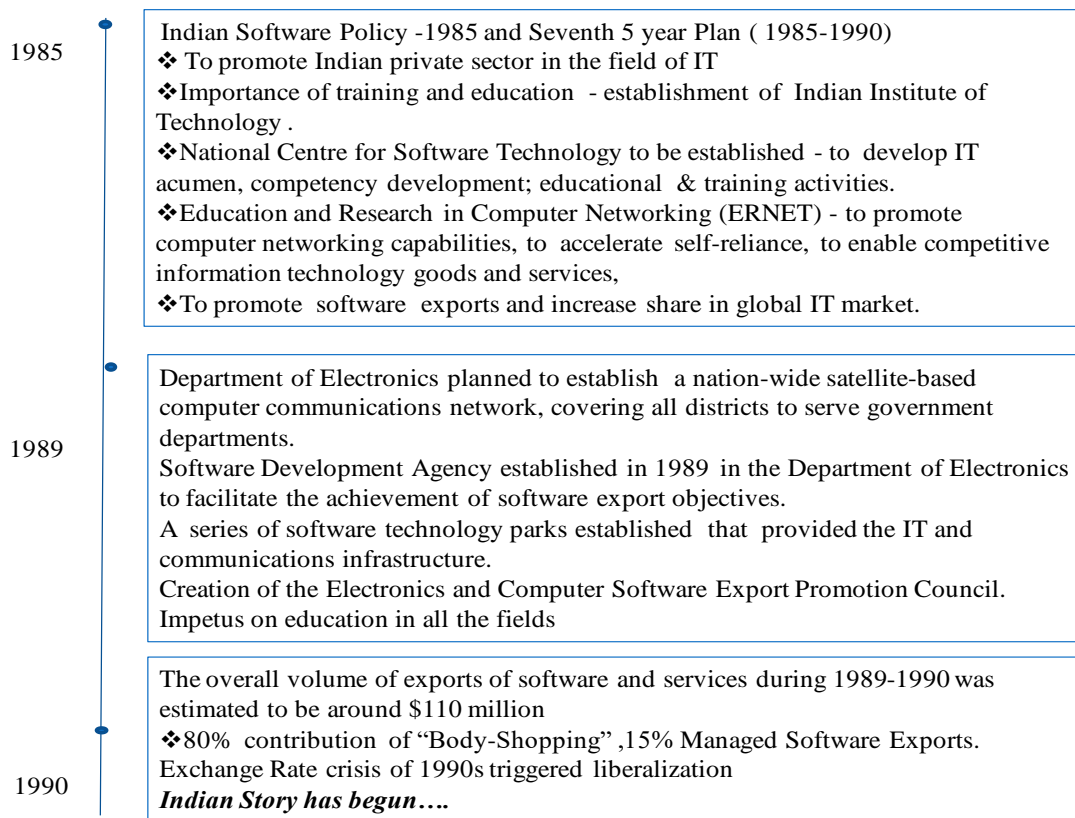 1985
Indian Software Policy -1985 and Seventh 5 year Plan ( 1985-1990)
❖ To promote Indian private sector in the field of IT
❖Importance of training and education - establishment of Indian Institute of
Technology .
❖National Centre for Software Technology to be established - to develop IT
acumen, competency development; educational & training activities.
❖Education and Research in Computer Networking (ERNET) - to promote
computer networking capabilities, to accelerate self-reliance, to enable competitive
information technology goods and services,
❖To promote software exports and increase share in global IT market.
1989
Department of Electronics planned to establish a nation-wide satellite-based
computer communications network, covering all districts to serve government
departments.
Software Development Agency established in 1989 in the Department of Electronics
to facilitate the achievement of software export objectives.
A series of software technology parks established that provided the IT and
communications infrastructure.
Creation of the Electronics and Computer Software Export Promotion Council.
Impetus on education in all the fields
1990
The overall volume of exports of software and services during 1989-1990 was
estimated to be around $110 million
❖80% contribution of “Body-Shopping” ,15% Managed Software Exports.
Exchange Rate crisis of 1990s triggered liberalization
Indian Story has begun….